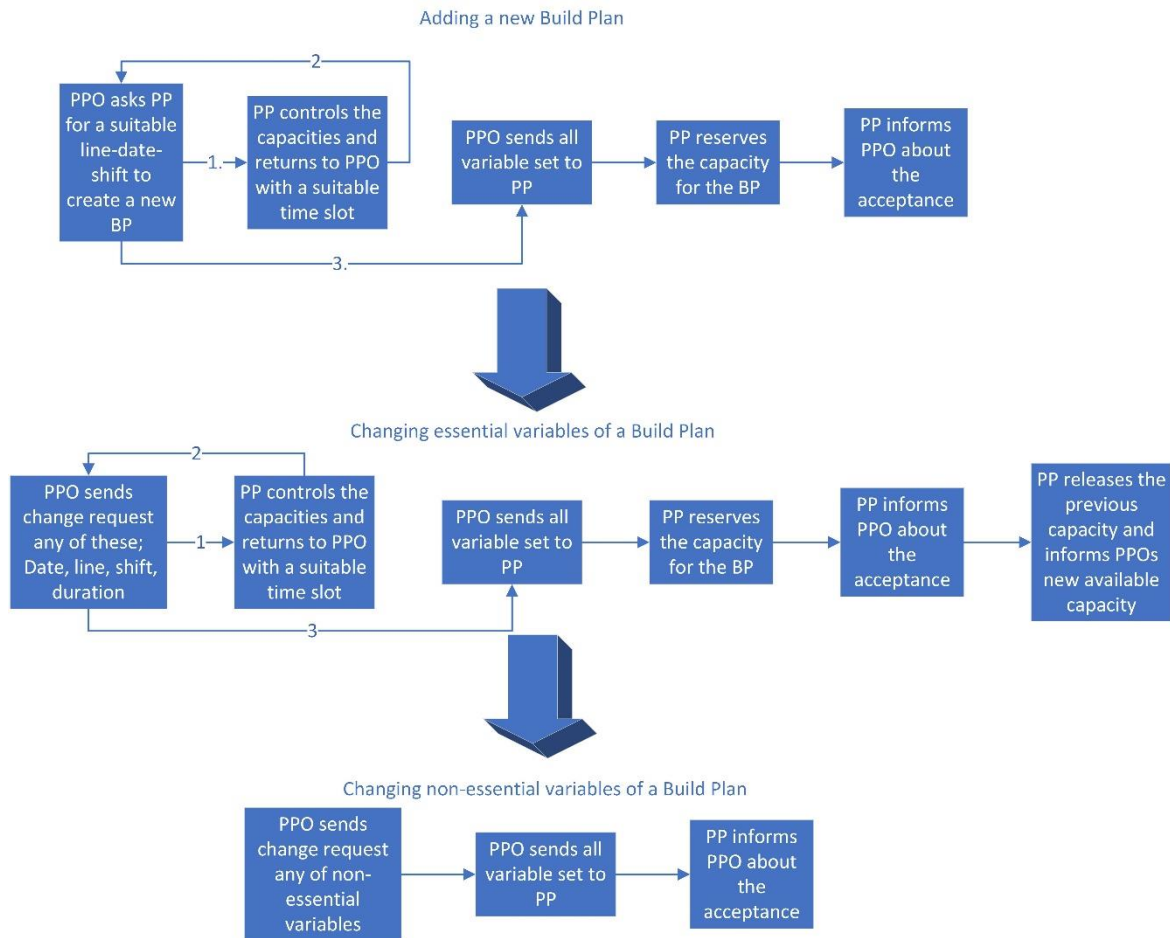 Adding a new Build Plan
2
PPO asks PP
for a suitable
line-date-
shift to
create a new
BP
1.
PP controls the
capacities and
returns to PPO
with a suitable
time slot
3.
PPO sends all
variable set to
PP
PP reserves
the capacity
for the BP
PP informs
PPO about
the
acceptance
Changing essential variables of a Build Plan
2
PPO sends
change request
any of these;
Date, line, shift,
duration
1
PP controls the
capacities and
returns to PPO
with a suitable
time slot
3
PPO sends all
variable set to
PP
PP reserves
the capacity
for the BP
PP informs
PPO about
the
acceptance
PP releases the
previous
capacity and
informs PPOs
new available
capacity
Changing non-essential variables of a Build Plan
PPO sends
change request
any of non-
essential
variables
PPO sends all
variable set to
PP
PP informs
PPO about
the
acceptance